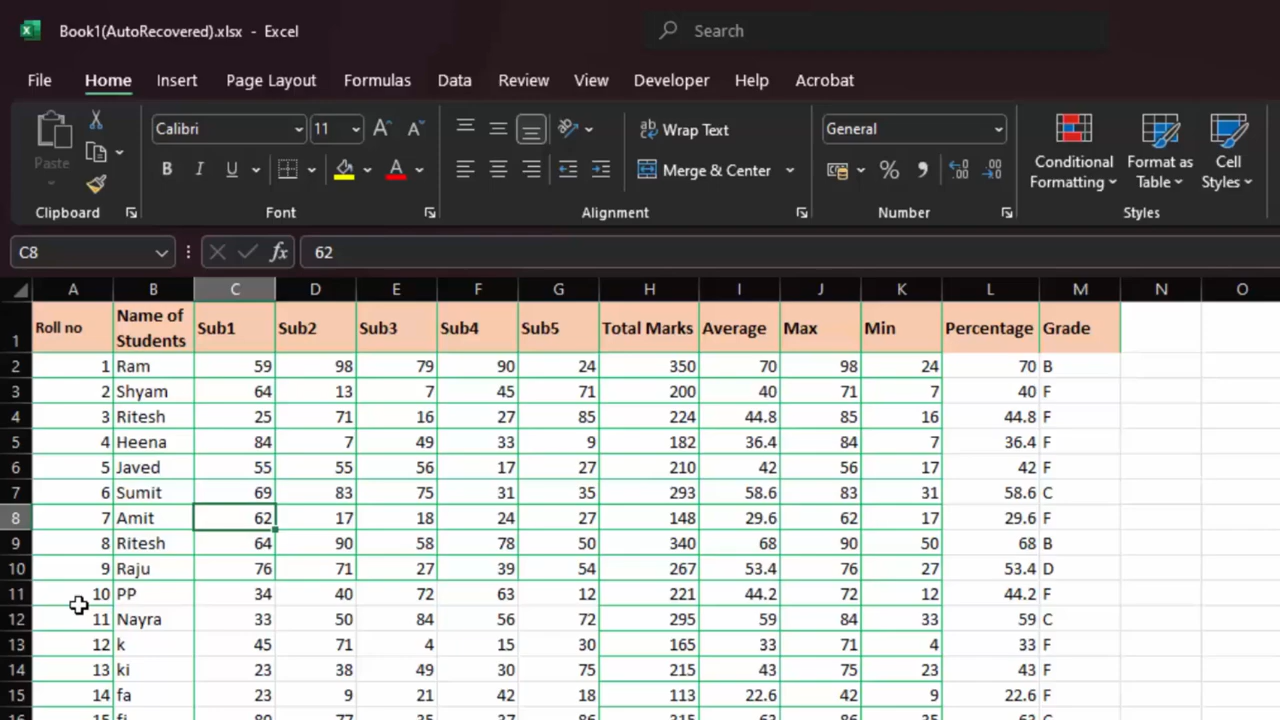 Book1(AutoRecovered).xlsx - Excel
Search
File Home Insert Page Layout Formulas Data Review View Developer Help Acrobat
Calibri 11 A A Wrap Text General
Paste B I U A Merge & Center % , Conditional Formatting Format as Table Cell Styles
Clipboard Font Alignment Number Styles
C8 fx 62
A B C D E F G H I J K L M N O
1 Roll no Name of Students Sub1 Sub2 Sub3 Sub4 Sub5 Total Marks Average Max Min Percentage Grade
2 1 Ram 59 98 79 90 24 350 70 98 24 70 B
3 2 Shyam 64 13 7 45 71 200 40 71 7 40 F
4 3 Ritesh 25 71 16 27 85 224 44.8 85 16 44.8 F
5 4 Heena 84 7 49 33 9 182 36.4 84 7 36.4 F
6 5 Javed 55 55 56 17 27 210 42 56 17 42 F
7 6 Sumit 69 83 75 31 35 293 58.6 83 31 58.6 C
8 7 Amit 62 17 18 24 27 148 29.6 62 17 29.6 F
9 8 Ritesh 64 90 58 78 50 340 68 90 50 68 B
10 9 Raju 76 71 27 39 54 267 53.4 76 27 53.4 D
11 10 PP 34 40 72 63 12 221 44.2 72 12 44.2 F
12 11 Nayra 33 50 84 56 72 295 59 84 33 59 C
13 12 k 45 71 4 15 30 165 33 71 4 33 F
14 13 ki 23 38 49 30 75 215 43 75 23 43 F
15 14 fa 23 9 21 42 18 113 22.6 42 9 22.6 F